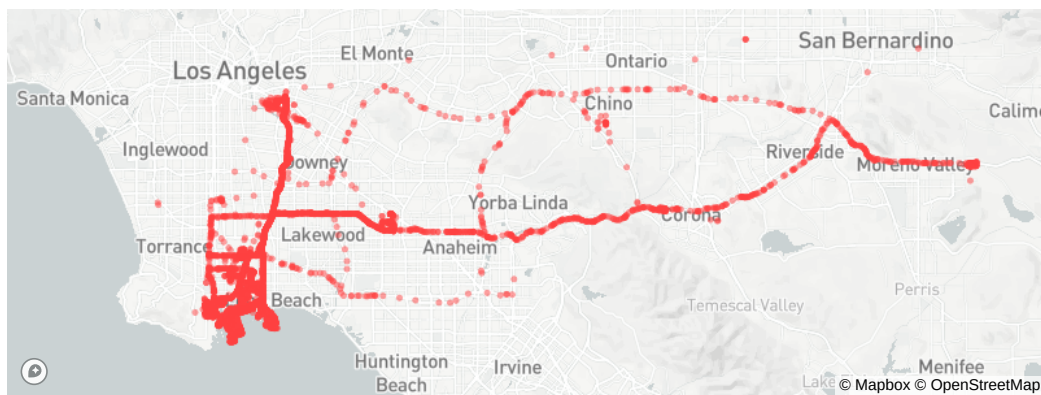 San Bernardino
El Monte
Ontario
Los Angeles
Santa Monica
Chino
Calime
Inglewood
Riverside
Downey
Moreno Valley
Yorba Linda
Corona
Lakewood
Torrance
Anaheim
Perris
Beach
Temescal Valley
Huntington
Beach
Irvine
Menifee
Lake
© Mapbox © OpenStreetMap